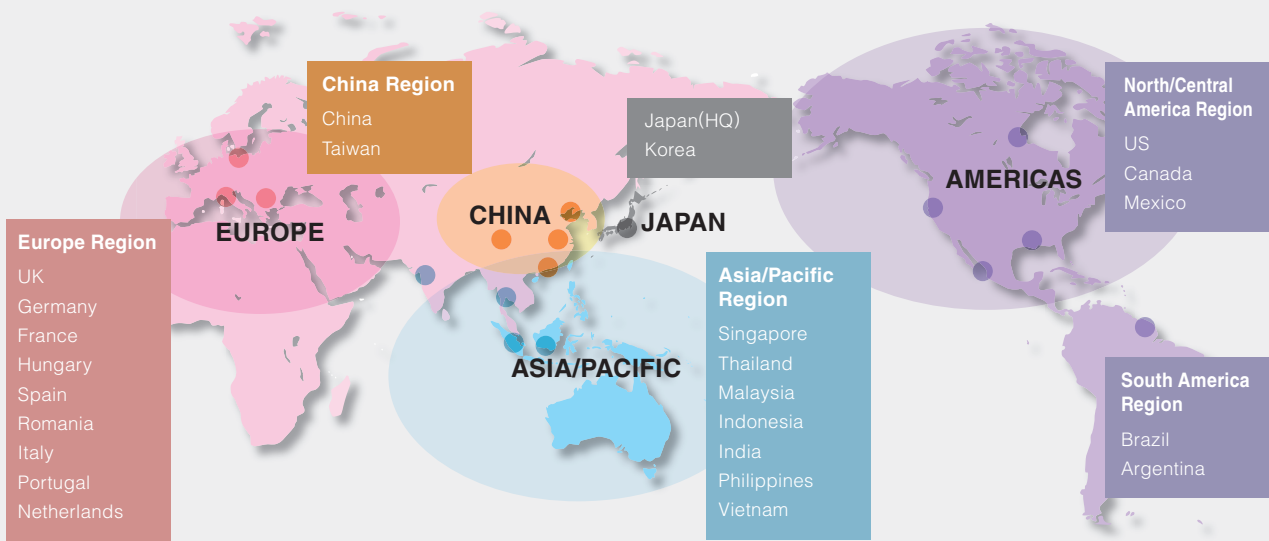 China Region
China
Taiwan
Japan(HQ)
Korea
North/Central
America Region
US
Canada
Mexico
AMERICAS
CHINA
JAPAN
EUROPE
Europe Region
UK
Germany
France
Hungary
Spain
Romania
Italy
Portugal
Netherlands
Asia/Pacific
Region
Singapore
Thailand
Malaysia
Indonesia
India
Philippines
Vietnam
ASIA/PACIFIC
South America
Region
Brazil
Argentina